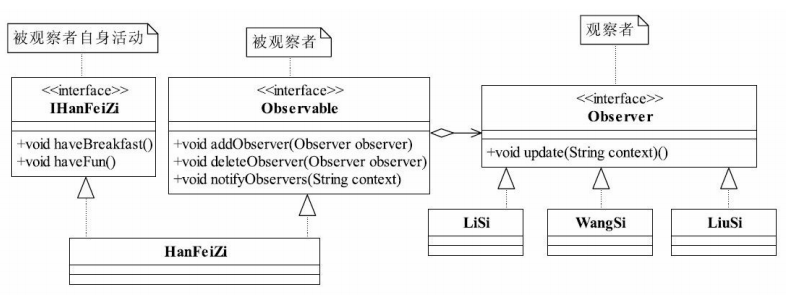 被观察者自身活动
<<interface>>
IHanFeiZi
+void haveBreakfast()
+void haveFun()
被观察者
<<interface>>
Observable
+void addObserver(Observer observer)
+void deleteObserver(Observer observer)
+void notifyObservers(String context)
观察者
<<interface>>
Observer
+void update(String context)()
HanFeiZi
LiSi
WangSi
LiuSi